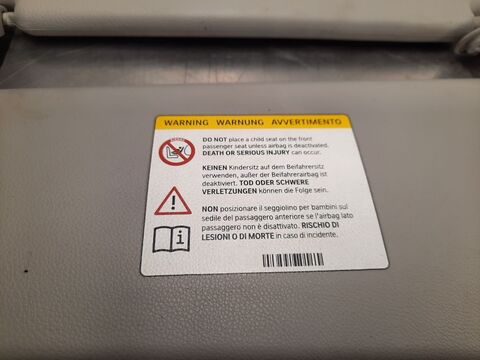 WARNING WARNUNG AVVERTIMENTO
DO NOT place a child seat on the front
passenger seat unless airbag is deactivated.
DEATH OR SERIOUS INJURY can occur.
KEINEN Kindersitz auf dem Beifahrersitz
verwenden, außer der Beifahrerairbag ist
deaktiviert. TOD ODER SCHWERE
VERLETZUNGEN können die Folge sein.
NON posizionare il seggiolino per bambini sul
sedile del passaggero anteriore se l'airbag lato
passaggero non è disattivato. RISCHIO DI
LESIONI O DI MORTE in caso di incidente.